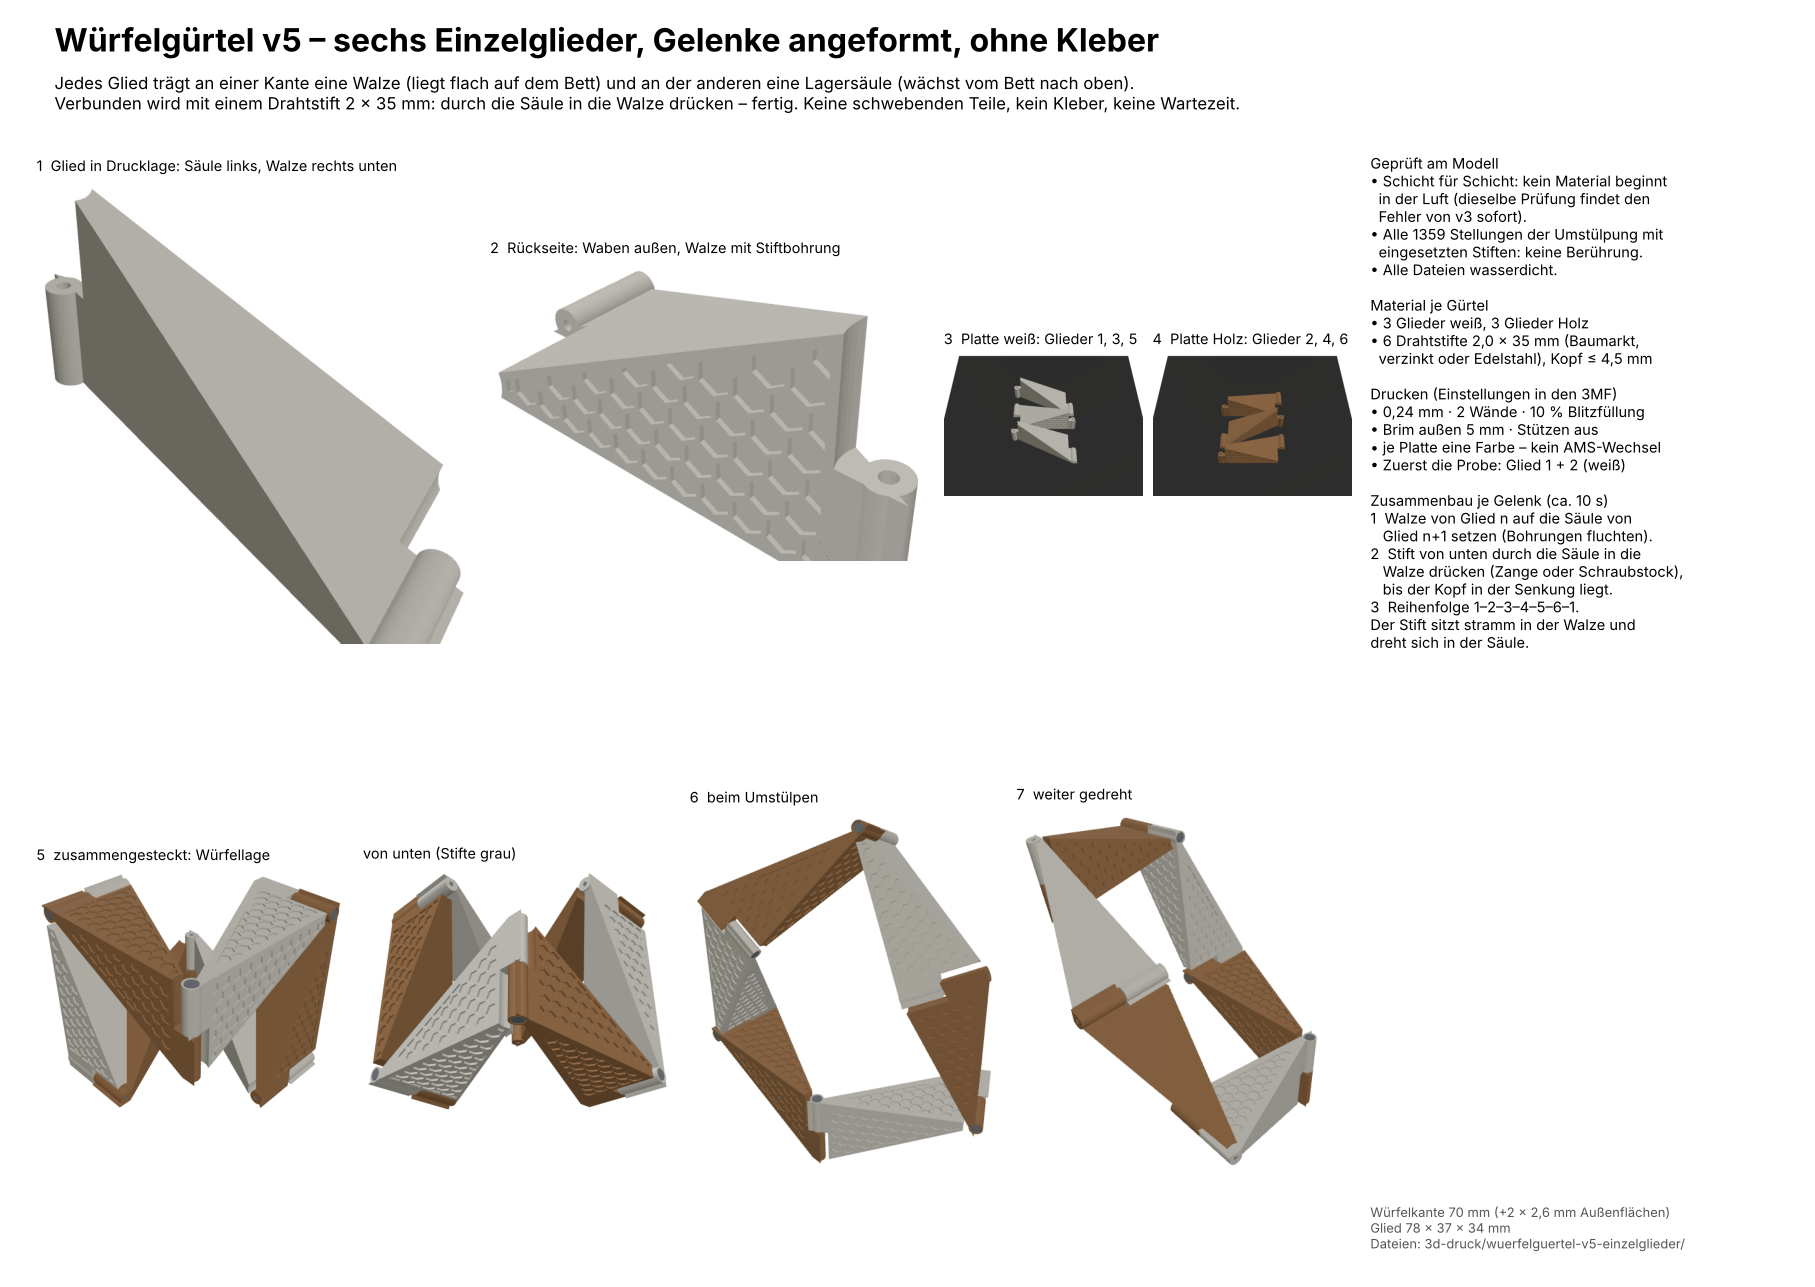 Würfelgürtel v5 – sechs Einzelglieder, Gelenke angeformt, ohne Kleber
Jedes Glied trägt an einer Kante eine Walze (liegt flach auf dem Bett) und an der anderen eine Lagersäule (wächst vom Bett nach oben).
Verbunden wird mit einem Drahtstift 2 × 35 mm: durch die Säule in die Walze drücken – fertig. Keine schwebenden Teile, kein Kleber, keine Wartezeit.
1 Glied in Drucklage: Säule links, Walze rechts unten
2 Rückseite: Waben außen, Walze mit Stiftbohrung
3 Platte weiß: Glieder 1, 3, 5
4 Platte Holz: Glieder 2, 4, 6
Geprüft am Modell
• Schicht für Schicht: kein Material beginnt
in der Luft (dieselbe Prüfung findet den
Fehler von v3 sofort).
• Alle 1359 Stellungen der Umstülpung mit
eingesetzten Stiften: keine Berührung.
• Alle Dateien wasserdicht.
Material je Gürtel
• 3 Glieder weiß, 3 Glieder Holz
• 6 Drahtstifte 2,0 × 35 mm (Baumarkt,
verzinkt oder Edelstahl), Kopf ≤ 4,5 mm
Drucken (Einstellungen in den 3MF)
• 0,24 mm · 2 Wände · 10 % Blitzfüllung
• Brim außen 5 mm · Stützen aus
• je Platte eine Farbe – kein AMS-Wechsel
• Zuerst die Probe: Glied 1 + 2 (weiß)
Zusammenbau je Gelenk (ca. 10 s)
1 Walze von Glied n auf die Säule von
Glied n+1 setzen (Bohrungen fluchten).
2 Stift von unten durch die Säule in die
Walze drücken (Zange oder Schraubstock),
bis der Kopf in der Senkung liegt.
3 Reihenfolge 1–2–3–4–5–6–1.
Der Stift sitzt stramm in der Walze und
dreht sich in der Säule.
5 zusammengesteckt: Würfellage
von unten (Stifte grau)
6 beim Umstülpen
7 weiter gedreht
Würfelkante 70 mm (+2 × 2,6 mm Außenflächen)
Glied 78 × 37 × 34 mm
Dateien: 3d-druck/wuerfelguertel-v5-einzelglieder/